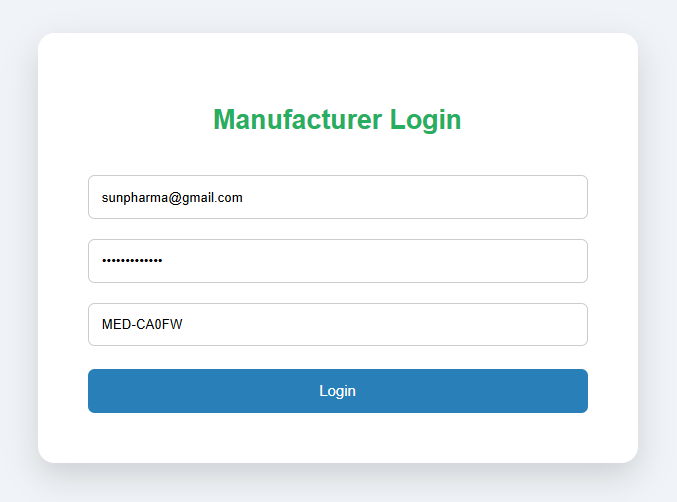 Manufacturer Login
sunpharma@gmail.com
•••••••••••••
MED-CA0FW
Login